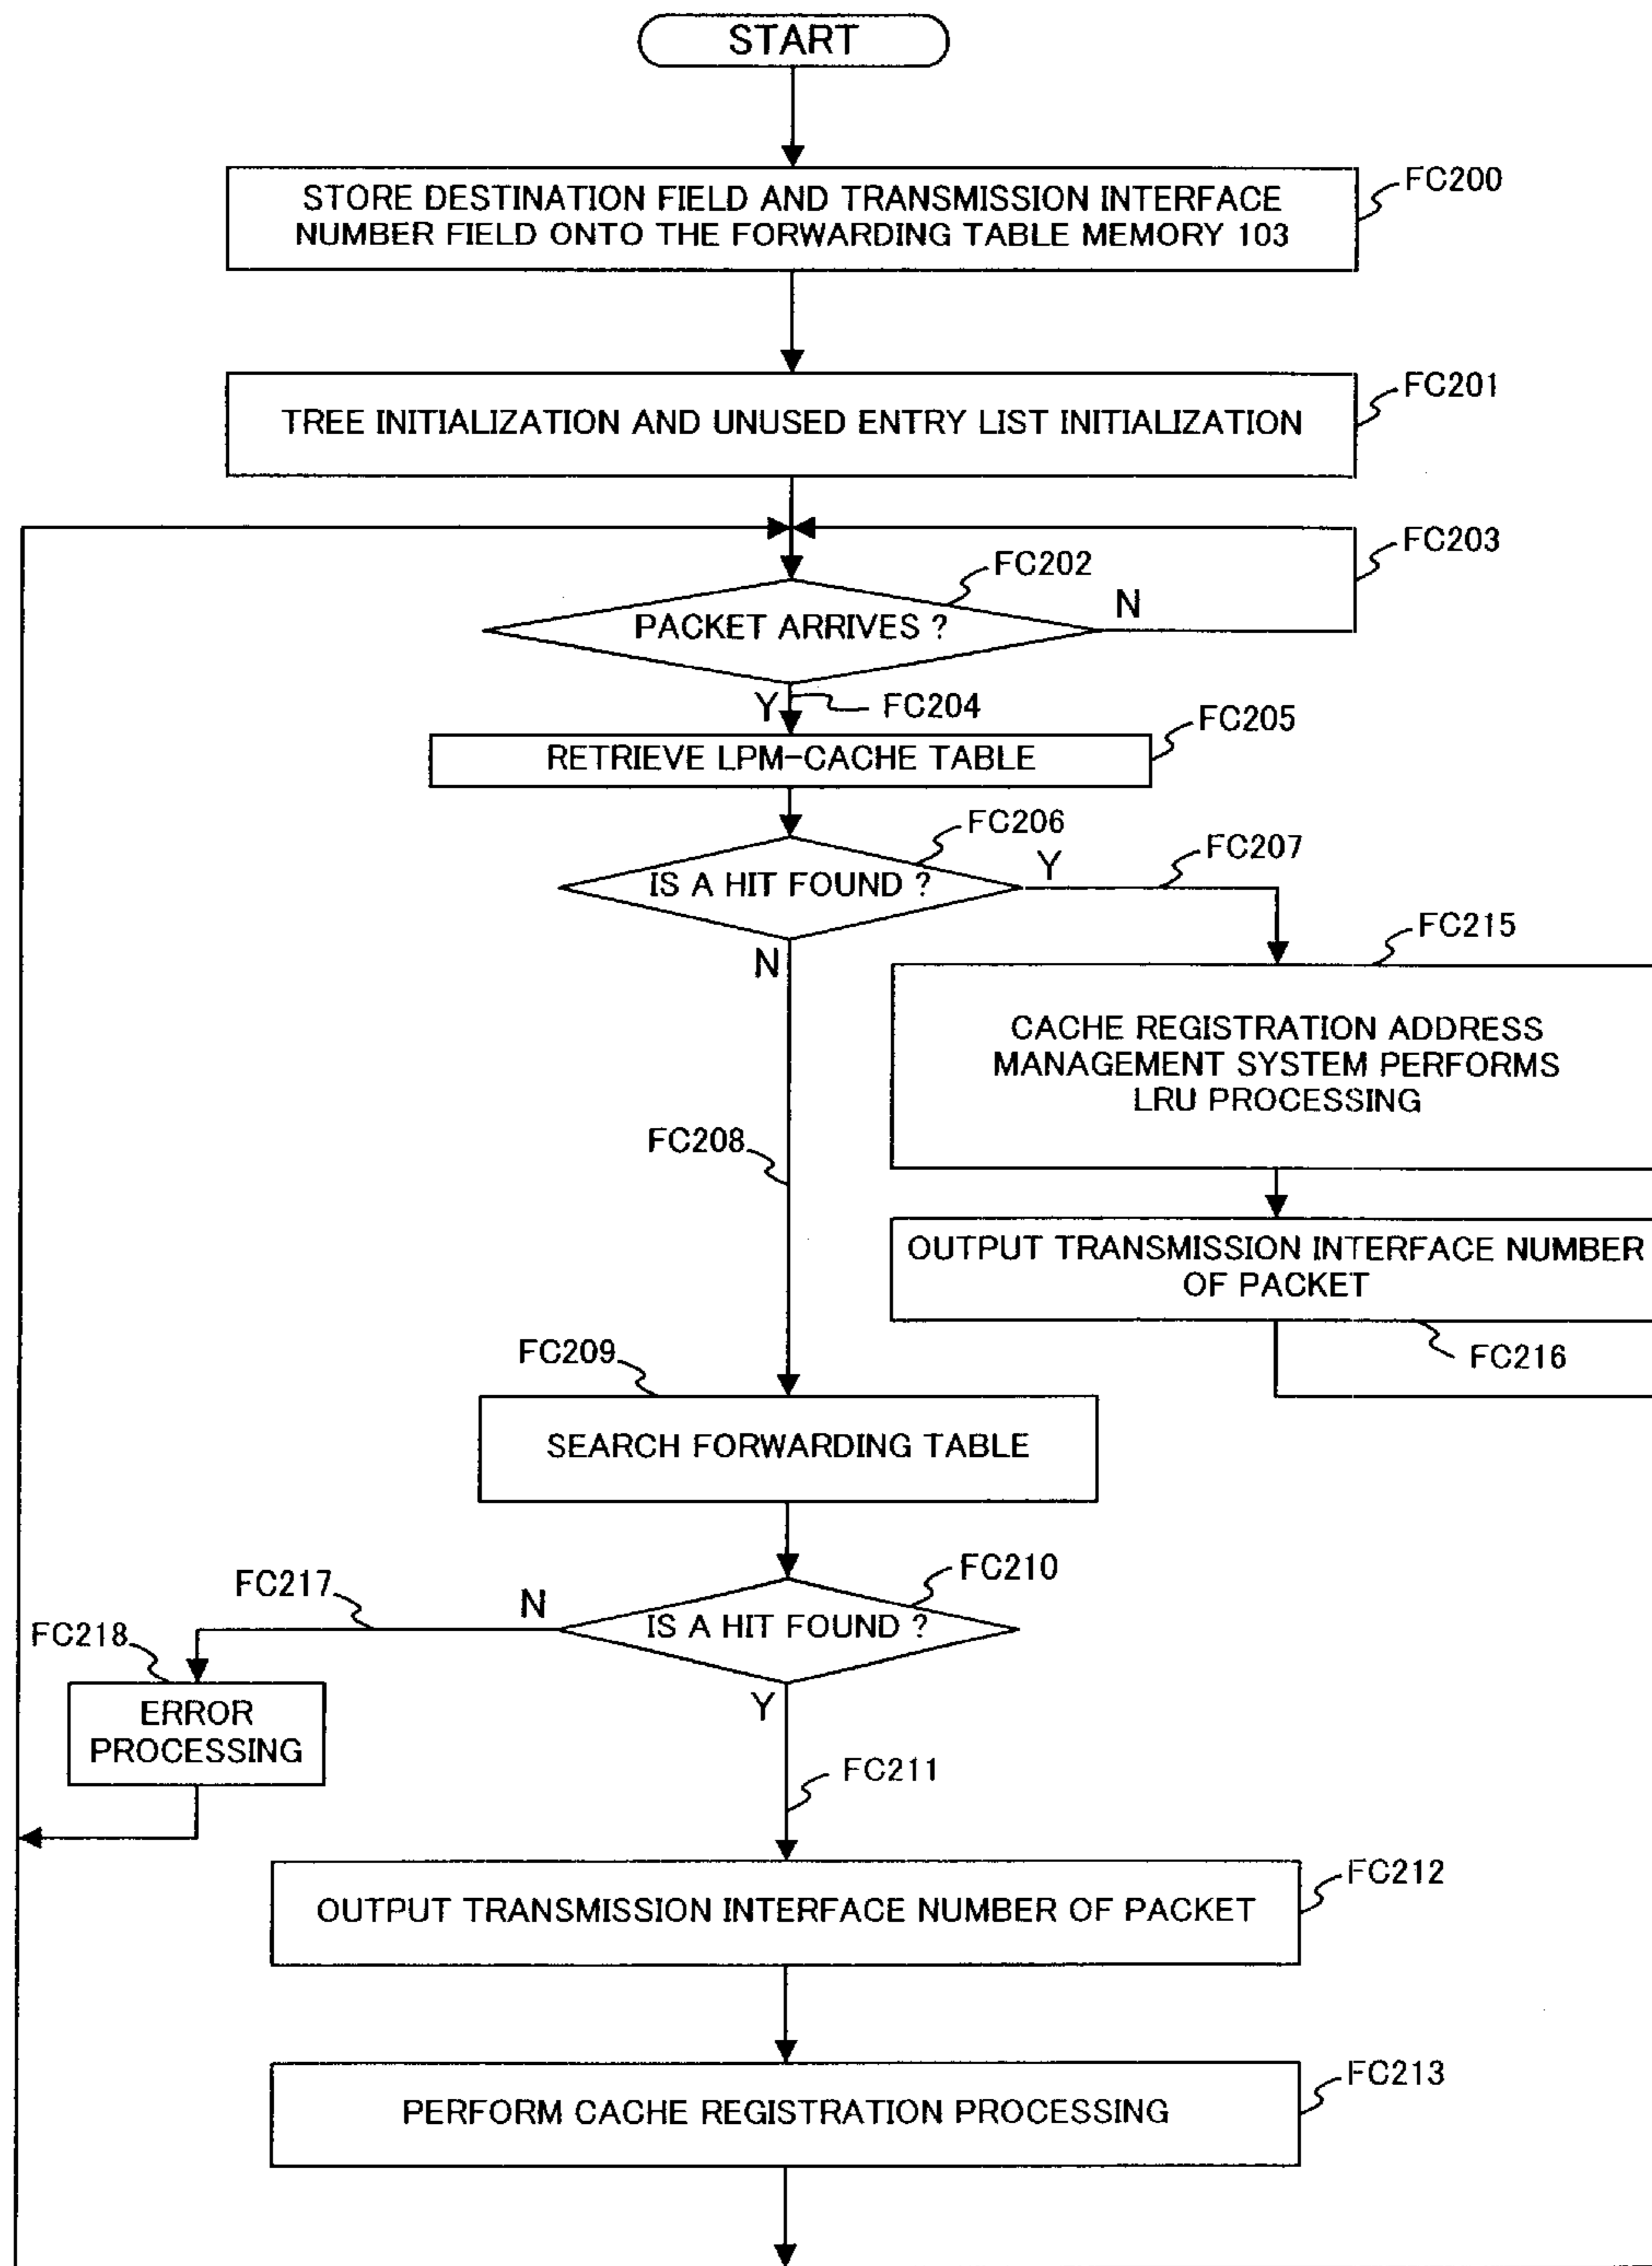 START
FC200
STORE DESTINATION FIELD AND TRANSMISSION INTERFACE
NUMBER FIELD ONTO THE FORWARDING TABLE MEMORY 103
FC201
TREE INITIALIZATION AND UNUSED ENTRY LIST INITIALIZATION
FC203
FC202
N
PACKET ARRIVES ?
Y
FC204
FC205
RETRIEVE LPM-CACHE TABLE
FC206
FC207
Y
IS A HIT FOUND ?
N
FC215
CACHE REGISTRATION ADDRESS
MANAGEMENT SYSTEM PERFORMS
LRU PROCESSING
FC208
OUTPUT TRANSMISSION INTERFACE NUMBER
OF PACKET
FC216
FC209
SEARCH FORWARDING TABLE
FC210
FC217
N
IS A HIT FOUND ?
FC218
Y
ERROR
PROCESSING
FC211
FC212
OUTPUT TRANSMISSION INTERFACE NUMBER OF PACKET
FC213
PERFORM CACHE REGISTRATION PROCESSING